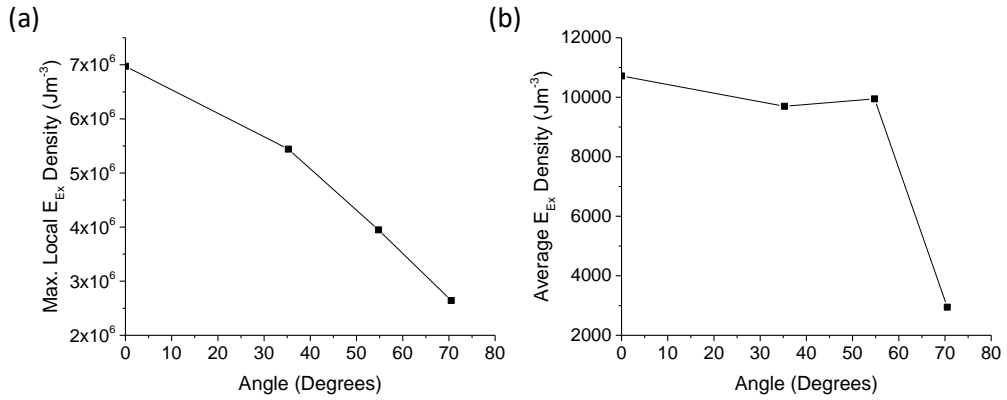 (a)
Max. Local E_Ex Density (Jm⁻³)
7x10⁶
6x10⁶
5x10⁶
4x10⁶
3x10⁶
2x10⁶
0 10 20 30 40 50 60 70 80
Angle (Degrees)
(b)
Average E_Ex Density (Jm⁻³)
12000
10000
8000
6000
4000
2000
0 10 20 30 40 50 60 70 80
Angle (Degrees)